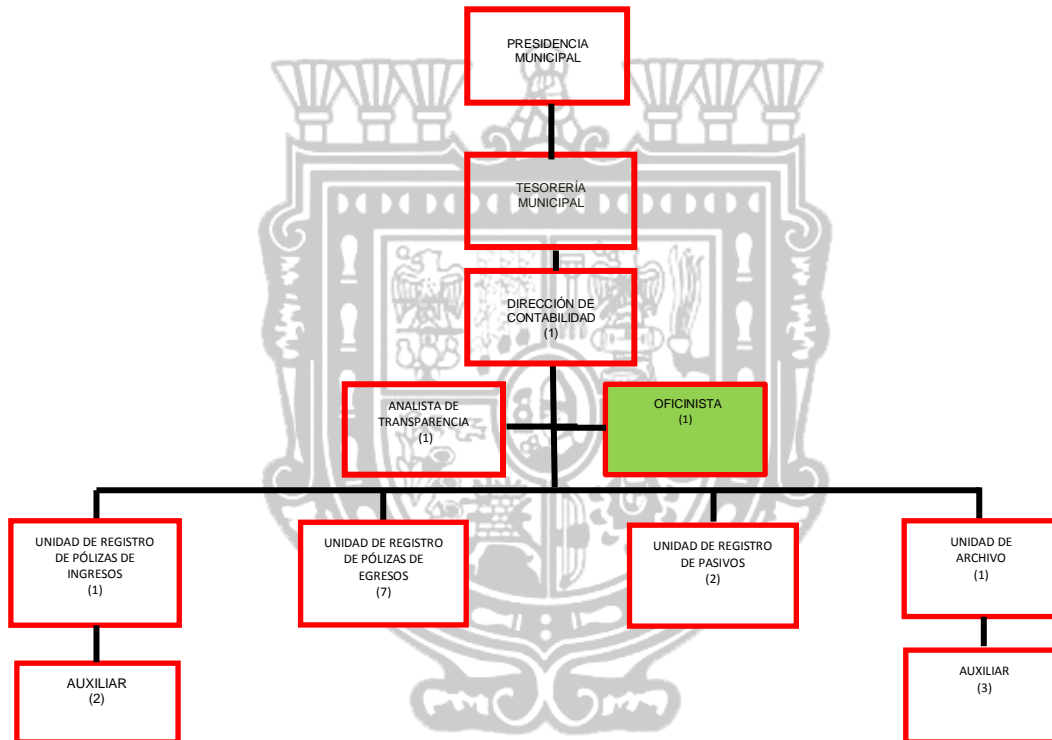 PRESIDENCIA
MUNICIPAL
TESORERÍA
MUNICIPAL
DIRECCIÓN DE
CONTABILIDAD
(1)
ANALISTA DE
TRANSPARENCIA
(1)
OFICINISTA
(1)
UNIDAD DE REGISTRO
DE PÓLIZAS DE
INGRESOS
(1)
UNIDAD DE REGISTRO
DE PÓLIZAS DE
EGRESOS
(7)
UNIDAD DE REGISTRO
DE PASIVOS
(2)
UNIDAD DE
ARCHIVO
(1)
AUXILIAR
(2)
AUXILIAR
(3)